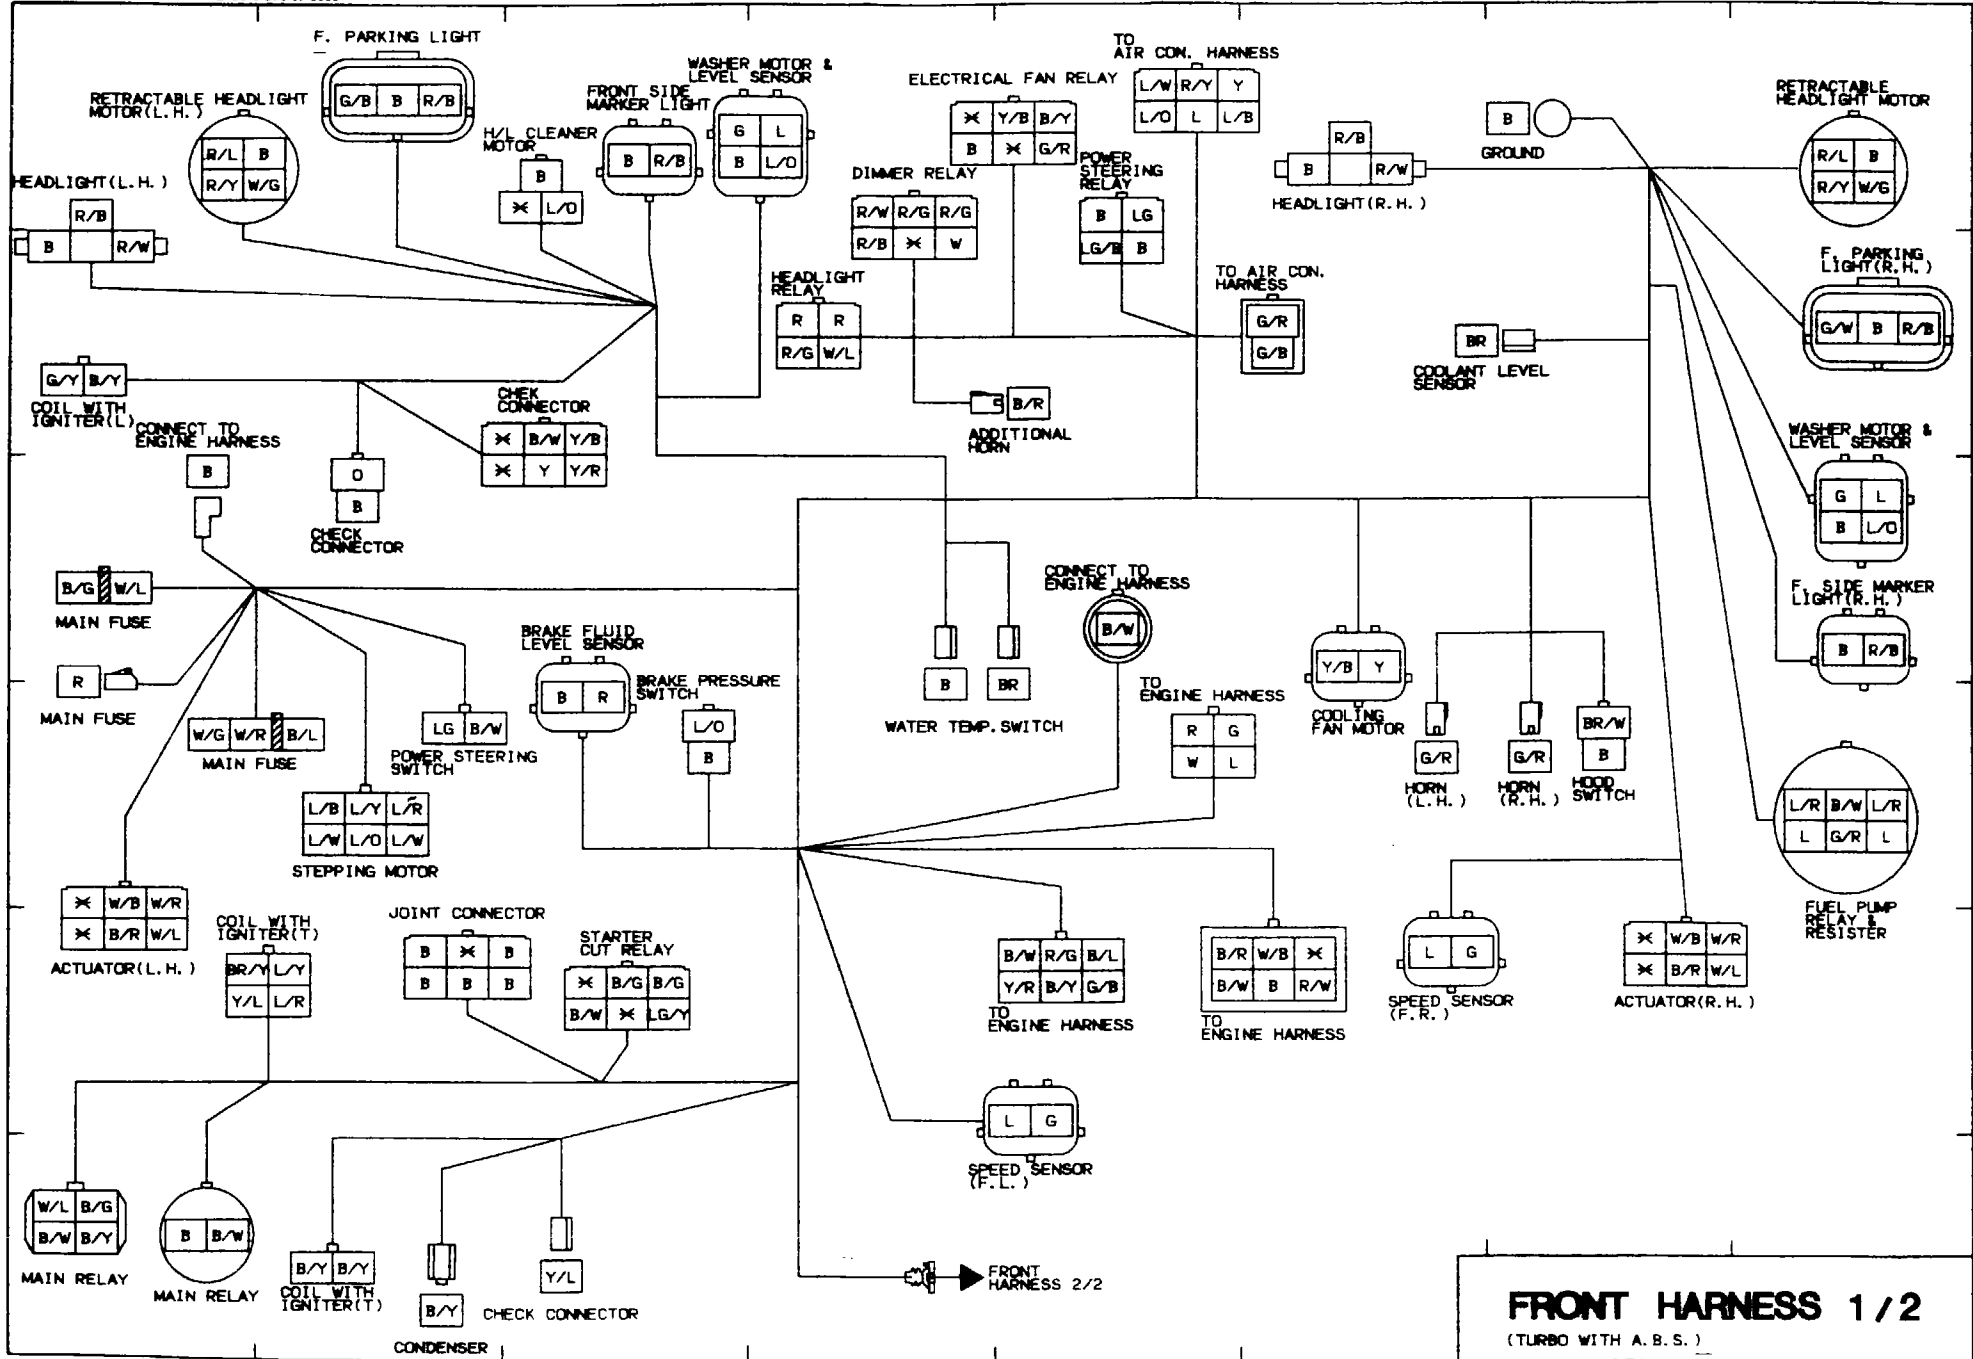 F. PARKING LIGHT
G/B B R/B
RETRACTABLE HEADLIGHT
MOTOR(L.H.)
R/L B
R/Y W/G
HEADLIGHT(L.H.)
R/B
B R/W
H/L CLEANER
MOTOR
B
L/O
FRONT SIDE
MARKER LIGHT
B R/B
WASHER MOTOR &
LEVEL SENSOR
G L
B L/O
ELECTRICAL FAN RELAY
Y/B B/Y
B G/R
TO
AIR CON. HARNESS
L/W R/Y Y
L/O L L/B
DIMMER RELAY
R/W R/G R/G
R/B W
POWER
STEERING
RELAY
B LG
LG/B B
HEADLIGHT
RELAY
R R
R/G W/L
TO AIR CON.
HARNESS
G/R
G/B
B/R
ADDITIONAL
HORN
R/B
B R/W
HEADLIGHT(R.H.)
B
GROUND
RETRACTABLE
HEADLIGHT MOTOR
R/L B
R/Y W/G
F. PARKING
LIGHT(R.H.)
G/W B R/B
BR
COOLANT LEVEL
SENSOR
WASHER MOTOR &
LEVEL SENSOR
G L
B L/O
F. SIDE MARKER
LIGHT(R.H.)
B R/B
G/Y B/Y
COIL WITH
IGNITER(L)
CONNECT TO
ENGINE HARNESS
B
CHEK
CONNECTOR
B/W Y/B
Y Y/R
O
B
CHECK
CONNECTOR
B/G W/L
MAIN FUSE
R
MAIN FUSE
W/G W/R B/L
MAIN FUSE
LG B/W
POWER STEERING
SWITCH
BRAKE FLUID
LEVEL SENSOR
B R
BRAKE PRESSURE
SWITCH
L/O
B
L/B L/Y L/R
L/W L/O L/W
STEPPING MOTOR
B BR
WATER TEMP. SWITCH
CONNECT TO
ENGINE HARNESS
B/W
TO
ENGINE HARNESS
R G
W L
Y/B Y
COOLING
FAN MOTOR
G/R
HORN
(L.H.)
G/R
HORN
(R.H.)
BR/W
B
HOOD
SWITCH
L/R B/W L/R
L G/R L
FUEL PUMP
RELAY &
RESISTER
W/B W/R
B/R W/L
ACTUATOR(L.H.)
COIL WITH
IGNITER(T)
BR/Y L/Y
Y/L L/R
JOINT CONNECTOR
B B
B B B
STARTER
CUT RELAY
B/G B/G
B/W LG/Y
B/W R/G B/L
Y/R B/Y G/B
TO
ENGINE HARNESS
B/R W/B
B/W B R/W
TO
ENGINE HARNESS
L G
SPEED SENSOR
(F.R.)
W/B W/R
B/R W/L
ACTUATOR(R.H.)
L G
SPEED SENSOR
(F.L.)
W/L B/G
B/W B/Y
MAIN RELAY
B B/W
MAIN RELAY
B/Y B/Y
COIL WITH
IGNITER(T)
B/Y
CONDENSER
Y/L
CHECK CONNECTOR
FRONT
HARNESS 2/2
FRONT HARNESS 1/2
(TURBO WITH A.B.S.)